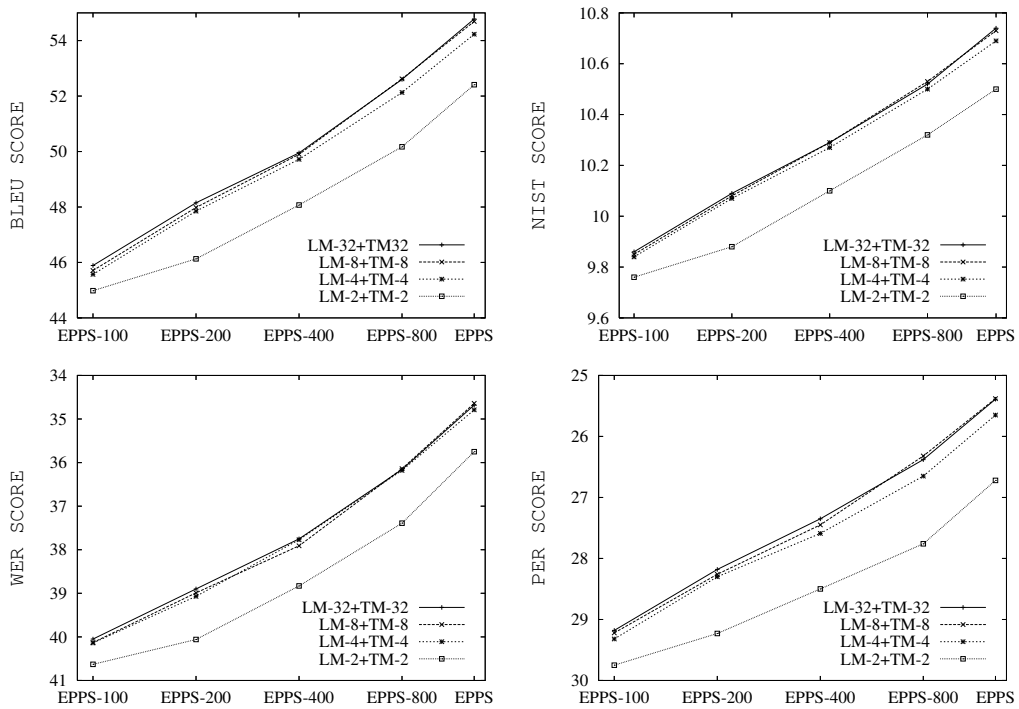 BLEU SCORE
54
52
50
48
46
44
LM-32+TM32
LM-8+TM-8
LM-4+TM-4
LM-2+TM-2
EPPS-100 EPPS-200 EPPS-400 EPPS-800 EPPS
NIST SCORE
10.8
10.6
10.4
10.2
10.0
9.8
9.6
LM-32+TM-32
LM-8+TM-8
LM-4+TM-4
LM-2+TM-2
EPPS-100 EPPS-200 EPPS-400 EPPS-800 EPPS
WER SCORE
34
35
36
37
38
39
40
41
LM-32+TM-32
LM-8+TM-8
LM-4+TM-4
LM-2+TM-2
EPPS-100 EPPS-200 EPPS-400 EPPS-800 EPPS
PER SCORE
25
26
27
28
29
30
LM-32+TM-32
LM-8+TM-8
LM-4+TM-4
LM-2+TM-2
EPPS-100 EPPS-200 EPPS-400 EPPS-800 EPPS